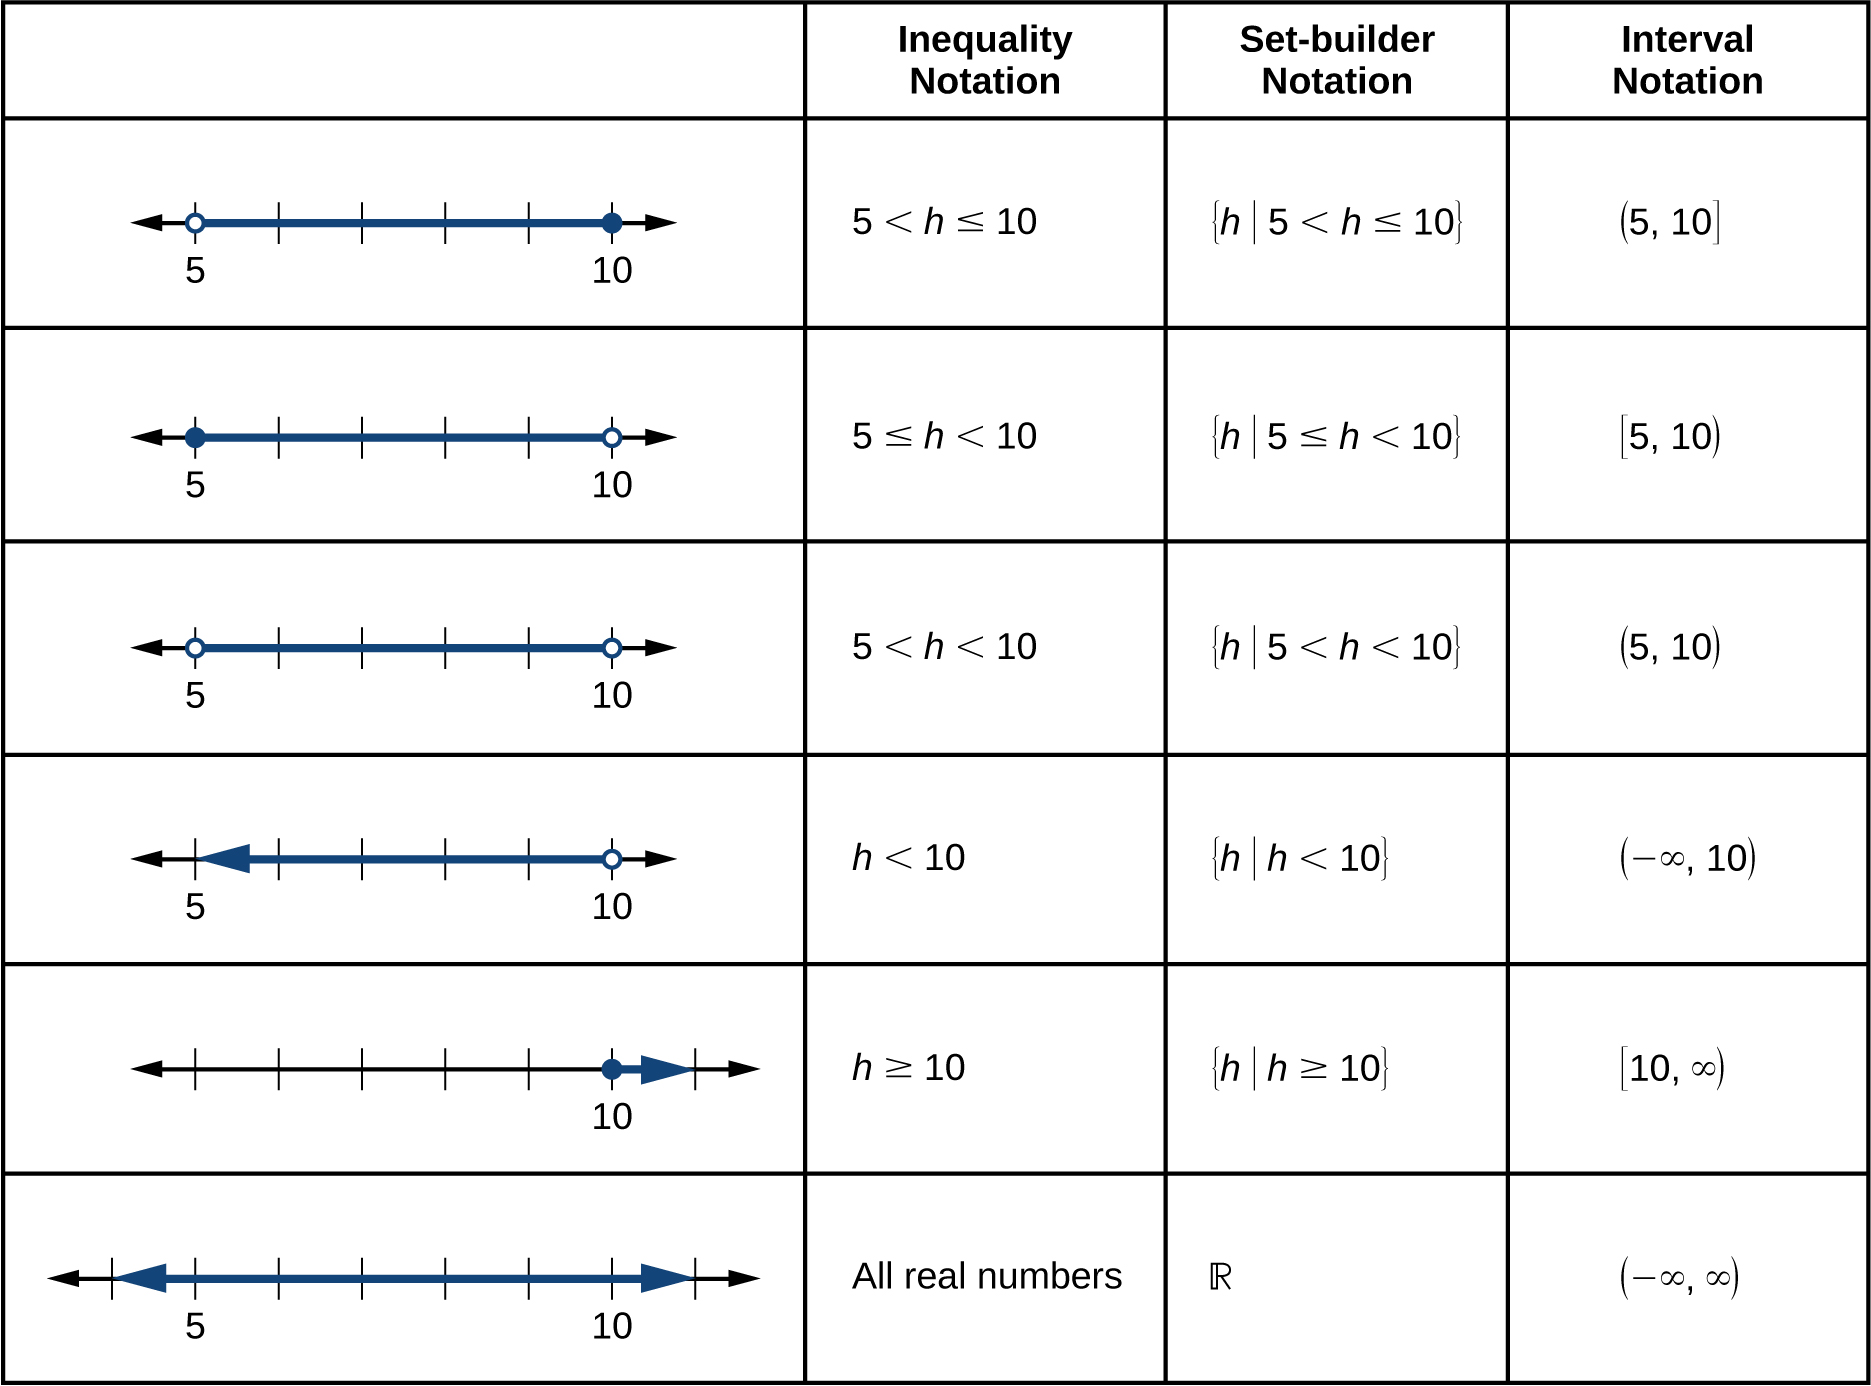 Inequality Notation
Set-builder Notation
Interval Notation
5 10
5 < h ≤ 10
{h | 5 < h ≤ 10}
(5, 10]
5 10
5 ≤ h < 10
{h | 5 ≤ h < 10}
[5, 10)
5 10
5 < h < 10
{h | 5 < h < 10}
(5, 10)
5 10
h < 10
{h | h < 10}
(−∞, 10)
10
h ≥ 10
{h | h ≥ 10}
[10, ∞)
5 10
All real numbers
ℝ
(−∞, ∞)